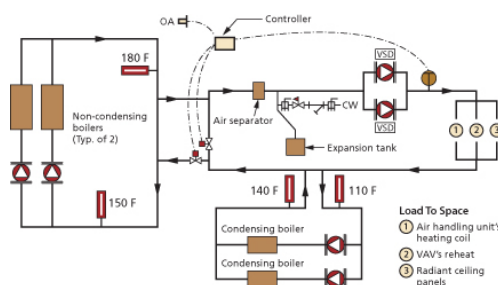 OA
Controller
180 F
VSD
Non-condensing
boilers
(Typ. of 2)
Air separator
CW
VSD
1 2 3
Expansion tank
150 F
140 F
110 F
Condensing boiler
Condensing boiler
Load To Space
1 Air handling unit's
heating coil
2 VAV's reheat
3 Radiant ceiling
panels